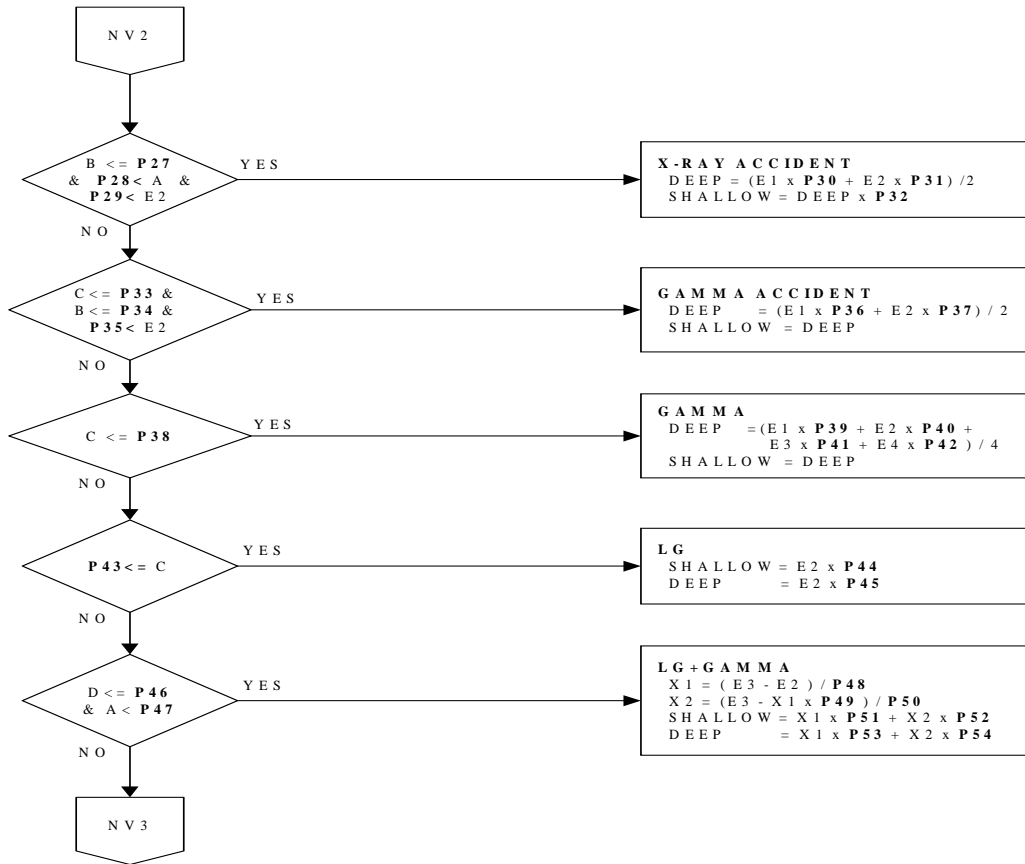 NV2
B <= P27
& P28< A &
P29< E2
YES
NO
X-RAY ACCIDENT
DEEP = (E1 x P30 + E2 x P31) /2
SHALLOW = DEEP x P32
C <= P33 &
B <= P34 &
P35< E2
YES
NO
GAMMA ACCIDENT
DEEP = (E1 x P36 + E2 x P37) / 2
SHALLOW = DEEP
C <= P38
YES
NO
GAMMA
DEEP =(E1 x P39 + E2 x P40 +
E3 x P41 + E4 x P42 ) / 4
SHALLOW = DEEP
P43<= C
YES
NO
LG
SHALLOW = E2 x P44
DEEP = E2 x P45
D <= P46
& A < P47
YES
NO
LG+GAMMA
X1 = ( E3 - E2 ) / P48
X2 = (E3 - X1 x P49 ) / P50
SHALLOW = X1 x P51 + X2 x P52
DEEP = X1 x P53 + X2 x P54
NV3